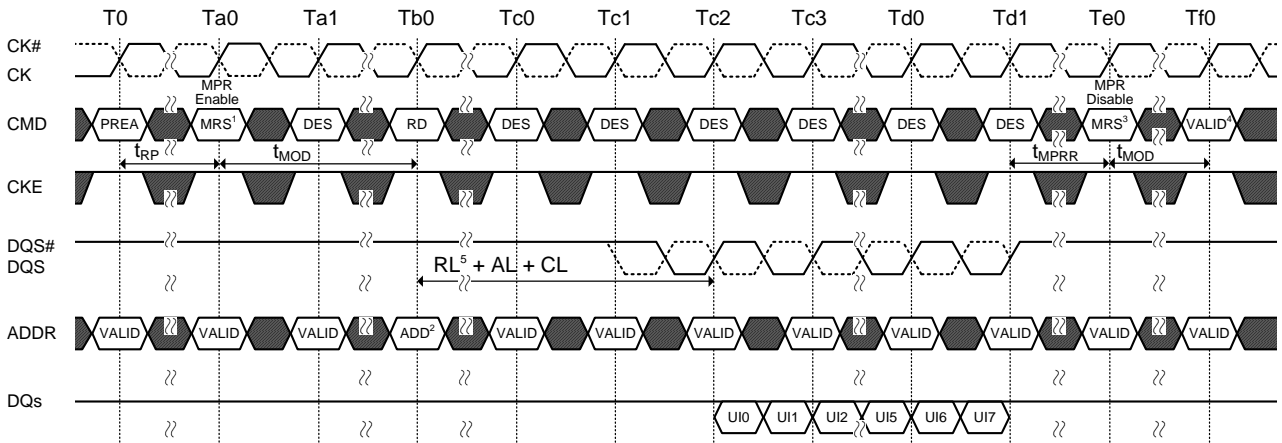 T0 Ta0 Ta1 Tb0 Tc0 Tc1 Tc2 Tc3 Td0 Td1 Te0 Tf0
CK#
CK
MPR Enable MPR Disable
CMD PREA MRS¹ DES RD DES DES DES DES DES DES MRS³ VALID⁴
tRP tMOD tMPRR tMOD
CKE
DQS#
DQS
RL⁵ + AL + CL
ADDR VALID VALID VALID ADD² VALID VALID VALID VALID VALID VALID VALID VALID
DQs UI0 UI1 UI2 UI5 UI6 UI7